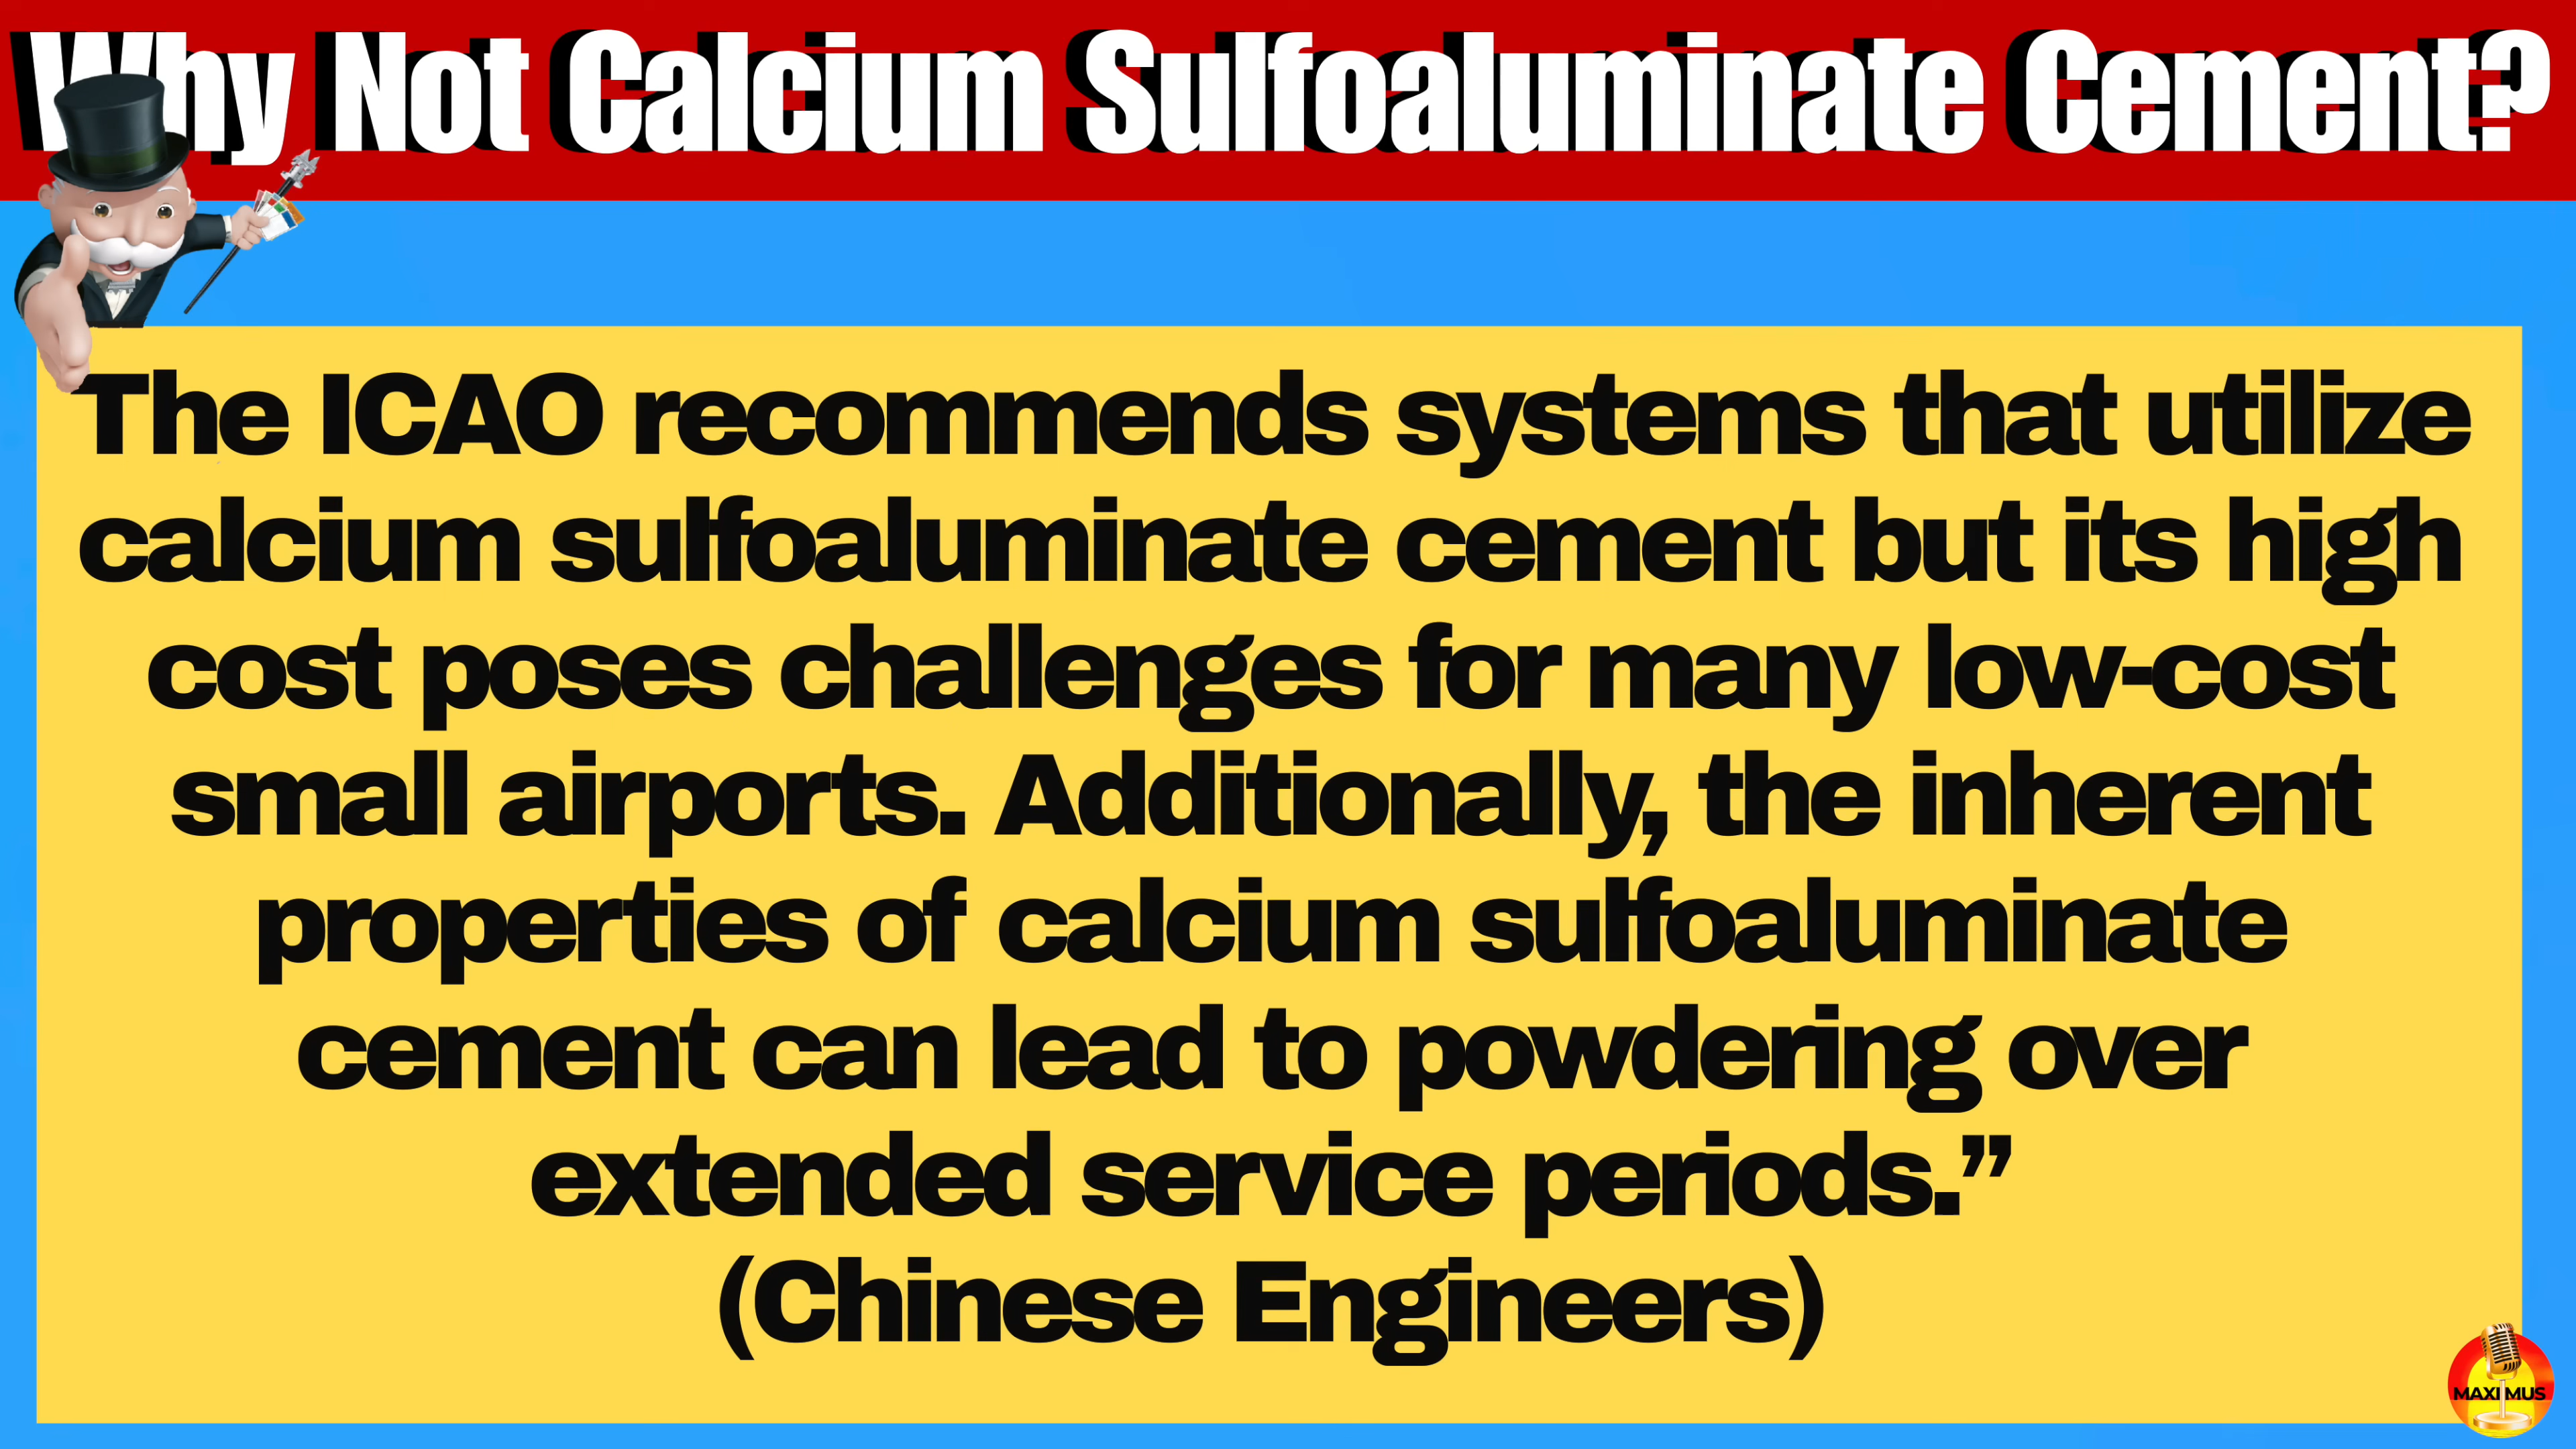 Why Not Calcium Sulfoaluminate Cement?
The ICAO recommends systems that utilize
calcium sulfoaluminate cement but its high
cost poses challenges for many low-cost
small airports. Additionally, the inherent
properties of calcium sulfoaluminate
cement can lead to powdering over
extended service periods.”
(Chinese Engineers)
MAXIMUS